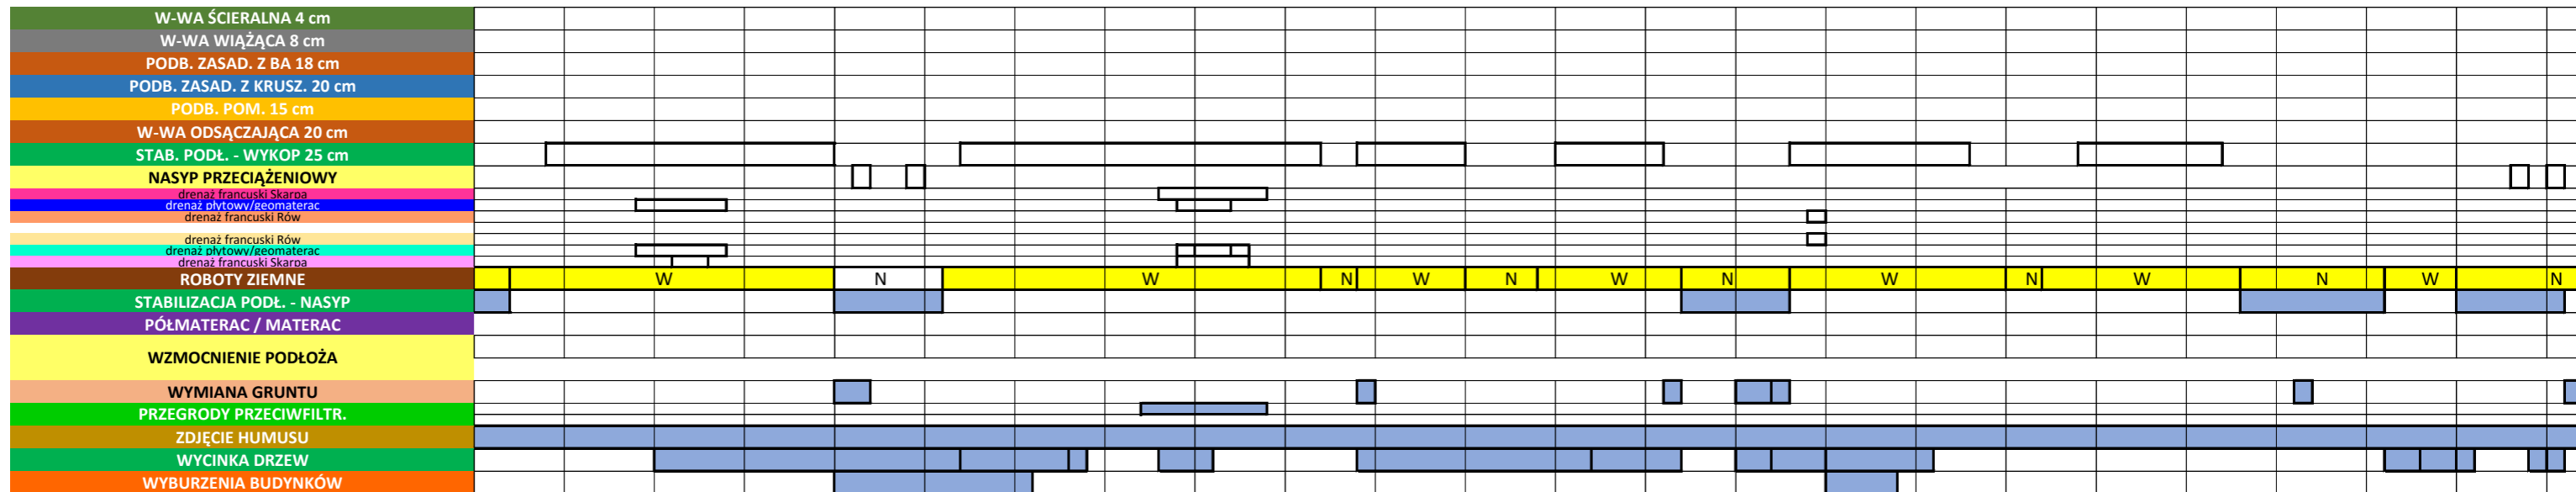 W-WA ŚCIERALNA 4 cm
W-WA WIĄŻĄCA 8 cm
PODB. ZASAD. Z BA 18 cm
PODB. ZASAD. Z KRUSZ. 20 cm
PODB. POM. 15 cm
W-WA ODSĄCZAJĄCA 20 cm
STAB. PODŁ. - WYKOP 25 cm
NASYP PRZECIĄŻENIOWY
drenaż francuski Skarpa
drenaż płytowy/geomaterac
drenaż francuski Rów
drenaż francuski Rów
drenaż płytowy/geomaterac
drenaż francuski Skarpa
ROBOTY ZIEMNE W N W N W N W N W N W N W N
STABILIZACJA PODŁ. - NASYP
PÓŁMATERAC / MATERAC
WZMOCNIENIE PODŁOŻA
WYMIANA GRUNTU
PRZEGRODY PRZECIWFILTR.
ZDJĘCIE HUMUSU
WYCINKA DRZEW
WYBURZENIA BUDYNKÓW